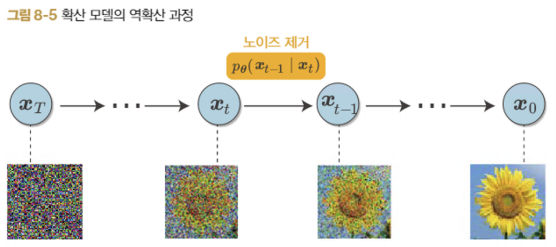 그림 8-5 확산 모델의 역확산 과정
노이즈 제거
pθ(xt−1 | xt)
xT ⋯ xt xt−1 ⋯ x0